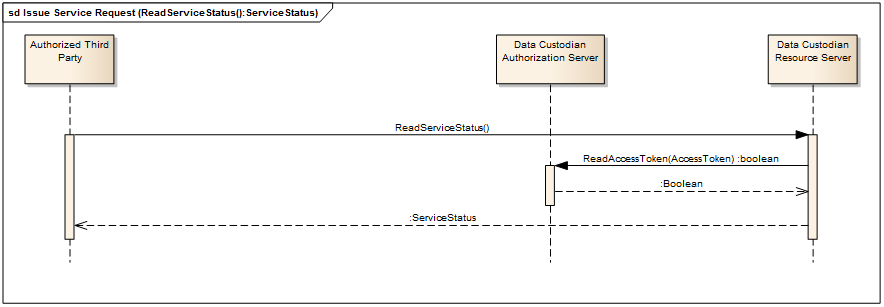 sd Issue Service Request (ReadServiceStatus():ServiceStatus)
Authorized Third
Party
Data Custodian
Authorization Server
Data Custodian
Resource Server
ReadServiceStatus()
ReadAccessToken(AccessToken) :boolean
:Boolean
:ServiceStatus